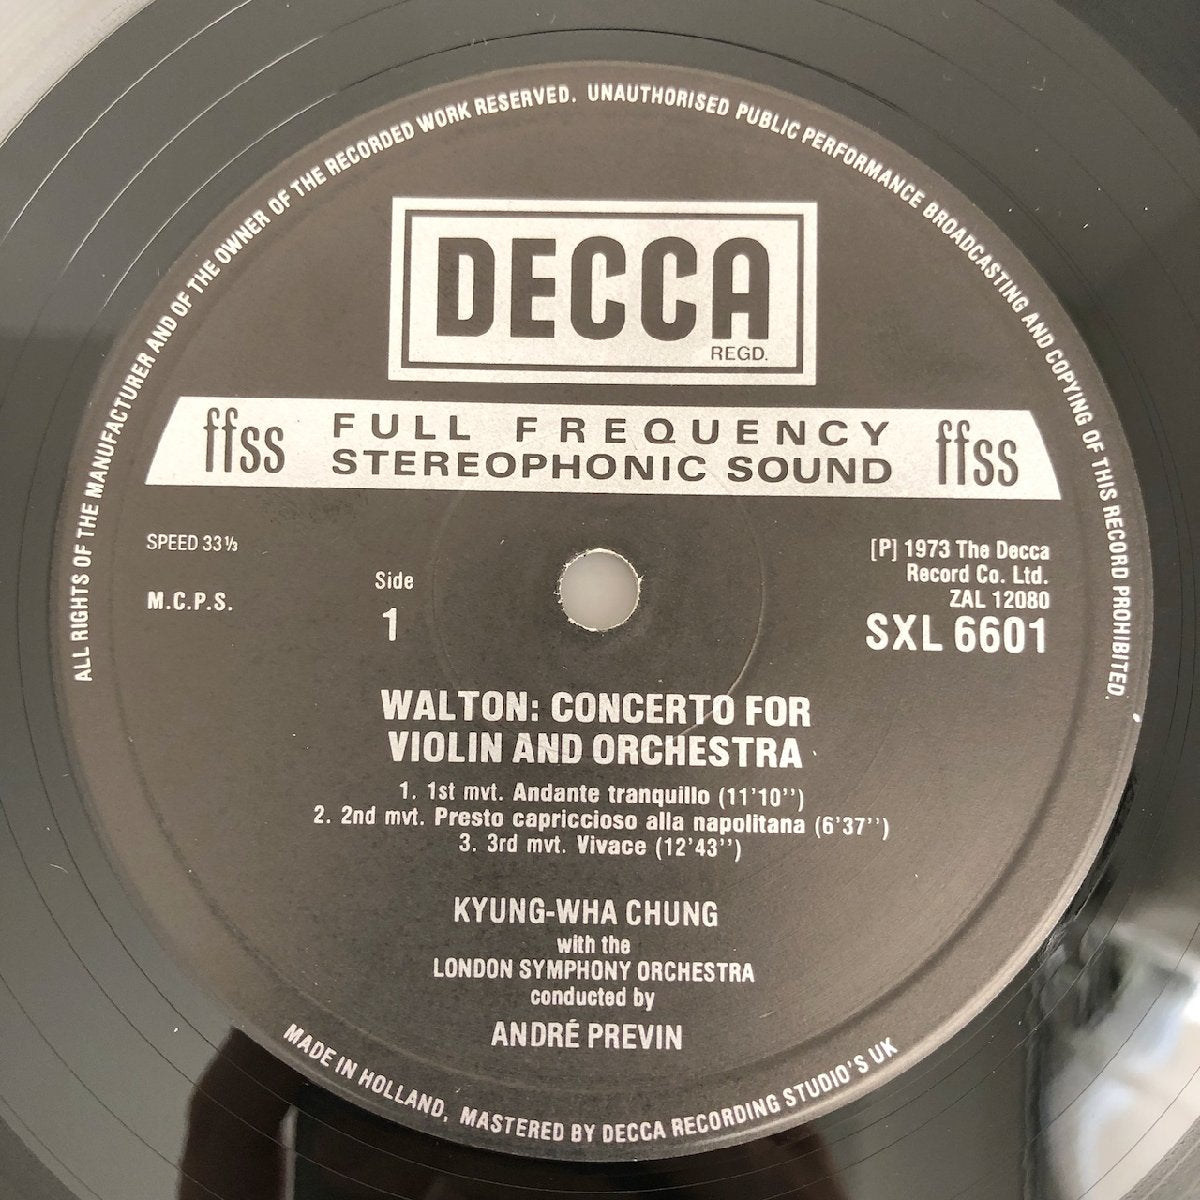 ALL RIGHTS OF THE MANUFACTURER AND OF THE OWNER OF THE RECORDED WORK RESERVED. UNAUTHORISED PUBLIC PERFORMANCE BROADCASTING AND COPYING OF THIS RECORD PROHIBITED.
DECCA
REGD.
ffss FULL FREQUENCY ffss
STEREOPHONIC SOUND
SPEED 33⅓
M.C.P.S.
Side
1
[P] 1973 The Decca
Record Co. Ltd.
ZAL 12080
SXL 6601
WALTON: CONCERTO FOR
VIOLIN AND ORCHESTRA
1. 1st mvt. Andante tranquillo (11'10'')
2. 2nd mvt. Presto capriccioso alla napolitana (6'37'')
3. 3rd mvt. Vivace (12'43'')
KYUNG-WHA CHUNG
with the
LONDON SYMPHONY ORCHESTRA
conducted by
ANDRÉ PREVIN
MADE IN HOLLAND. MASTERED BY DECCA RECORDING STUDIO'S UK